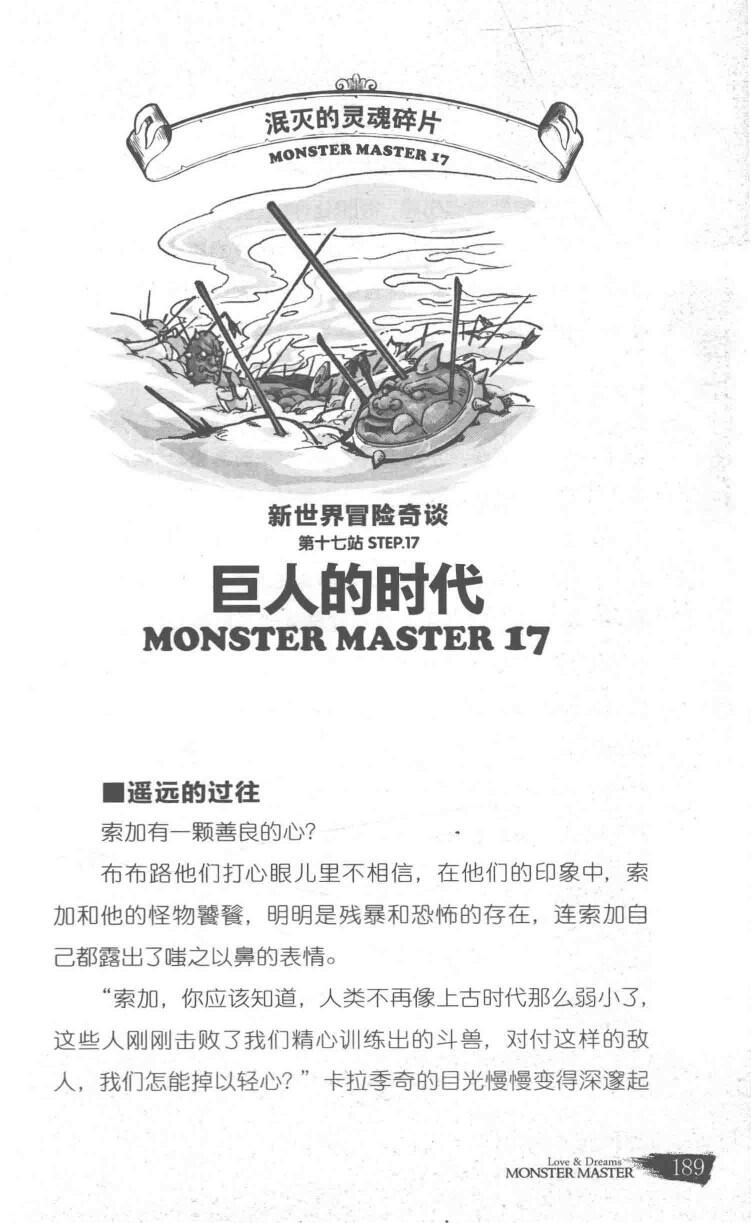 泯灭的灵魂碎片
MONSTER MASTER 17
新世界冒险奇谈
第十七站 STEP.17
巨人的时代
MONSTER MASTER 17
■遥远的过往
索加有一颗善良的心？
布布路他们打心眼儿里不相信，在他们的印象中，索
加和他的怪物饕餮，明明是残暴和恐怖的存在，连索加自
己都露出了嗤之以鼻的表情。
“索加，你应该知道，人类不再像上古时代那么弱小了，
这些人刚刚击败了我们精心训练出的斗兽，对付这样的敌
人，我们怎能掉以轻心？”卡拉季奇的目光慢慢变得深邃起
Love & Dreams
MONSTER MASTER 189